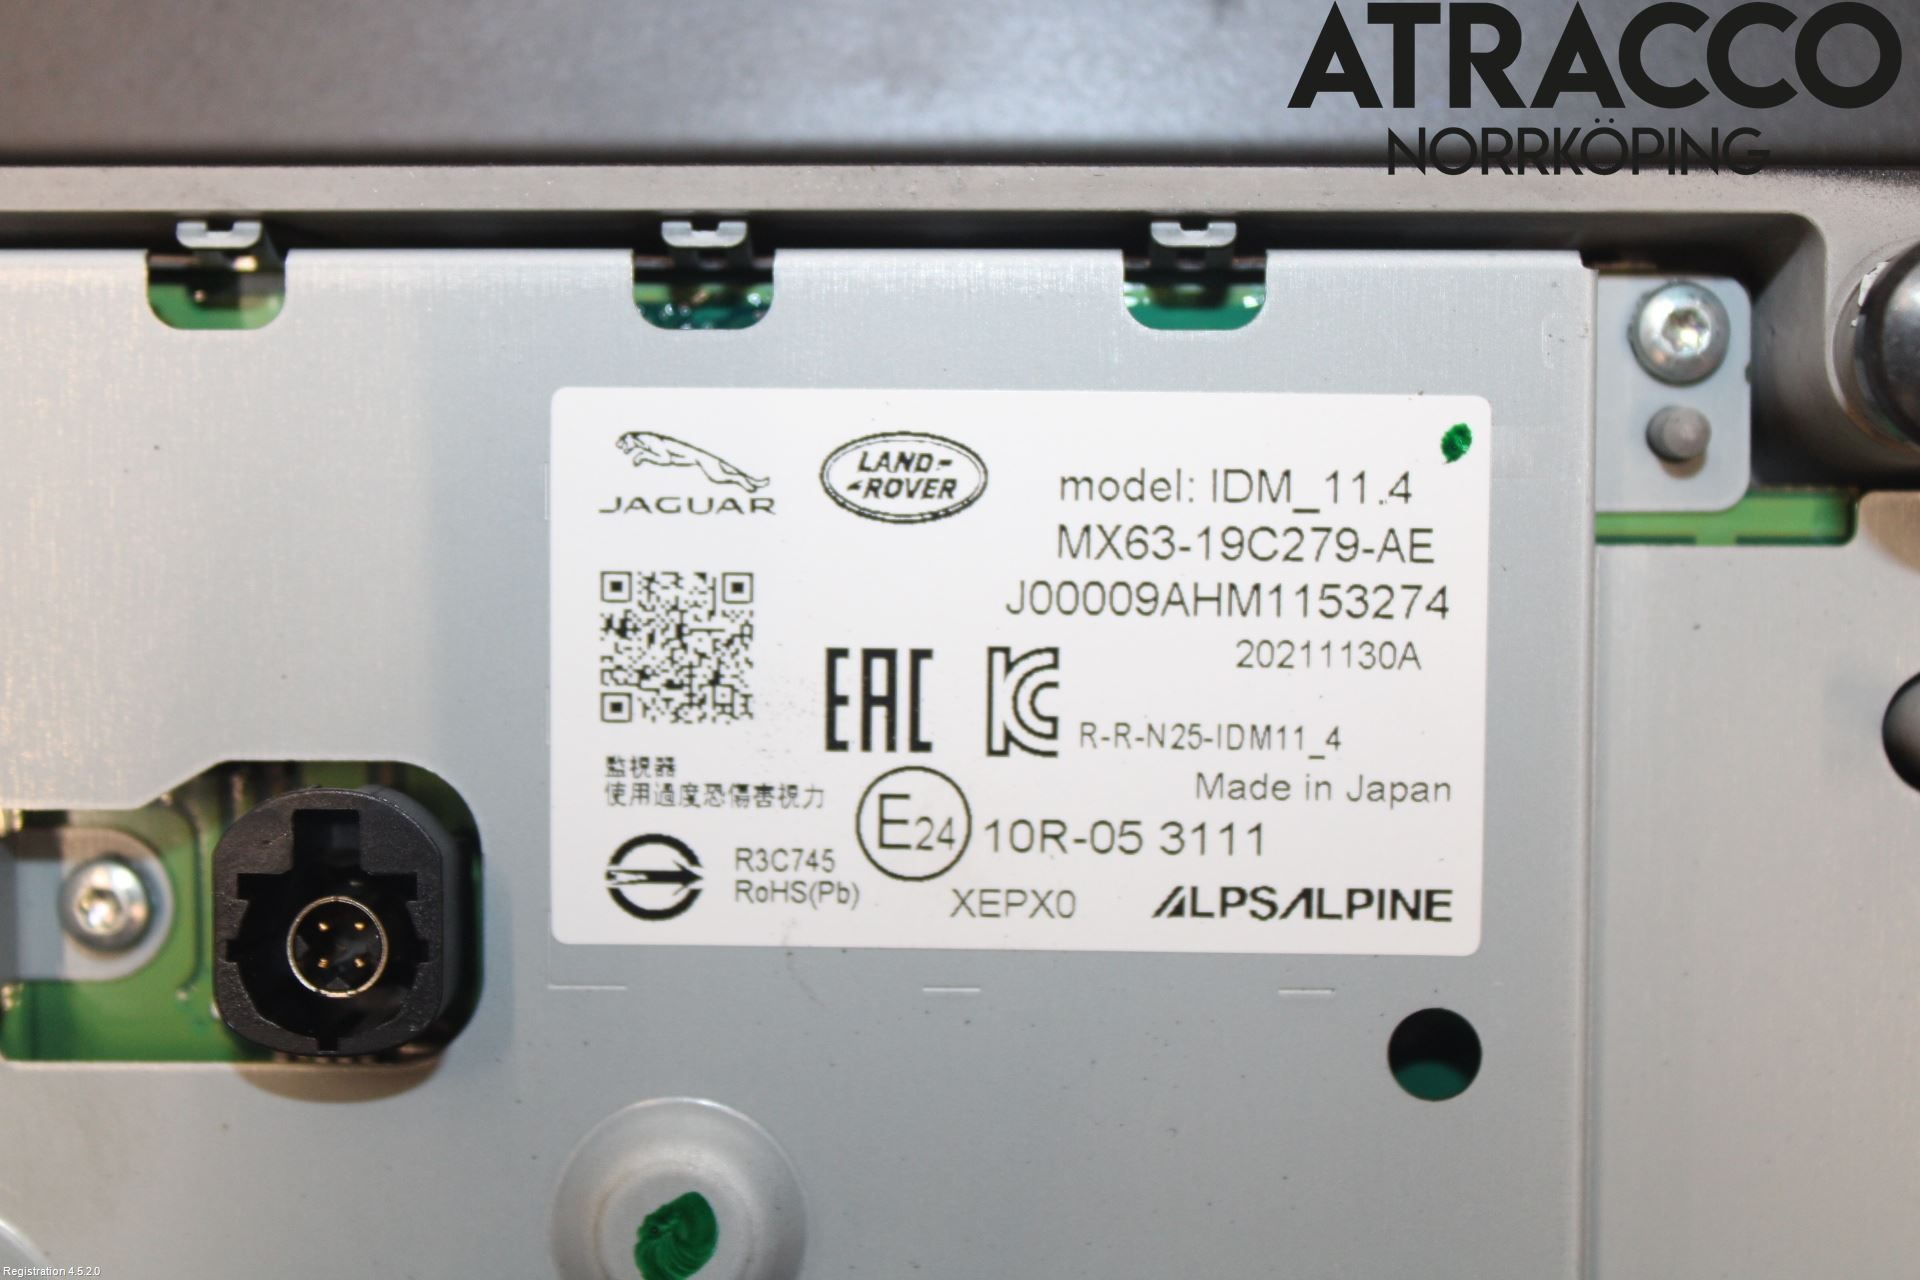 ATRACCO
NORRKÖPING
JAGUAR
LAND-
-ROVER
model: IDM_11.4
MX63-19C279-AE
J00009AHM1153274
20211130A
EAC
KC
R-R-N25-IDM11_4
Made in Japan
監視器
使用過度恐傷害視力
E24
10R-05 3111
R3C745
RoHS(Pb)
XEPX0
ALPSALPINE
Registration 4.5.2.0